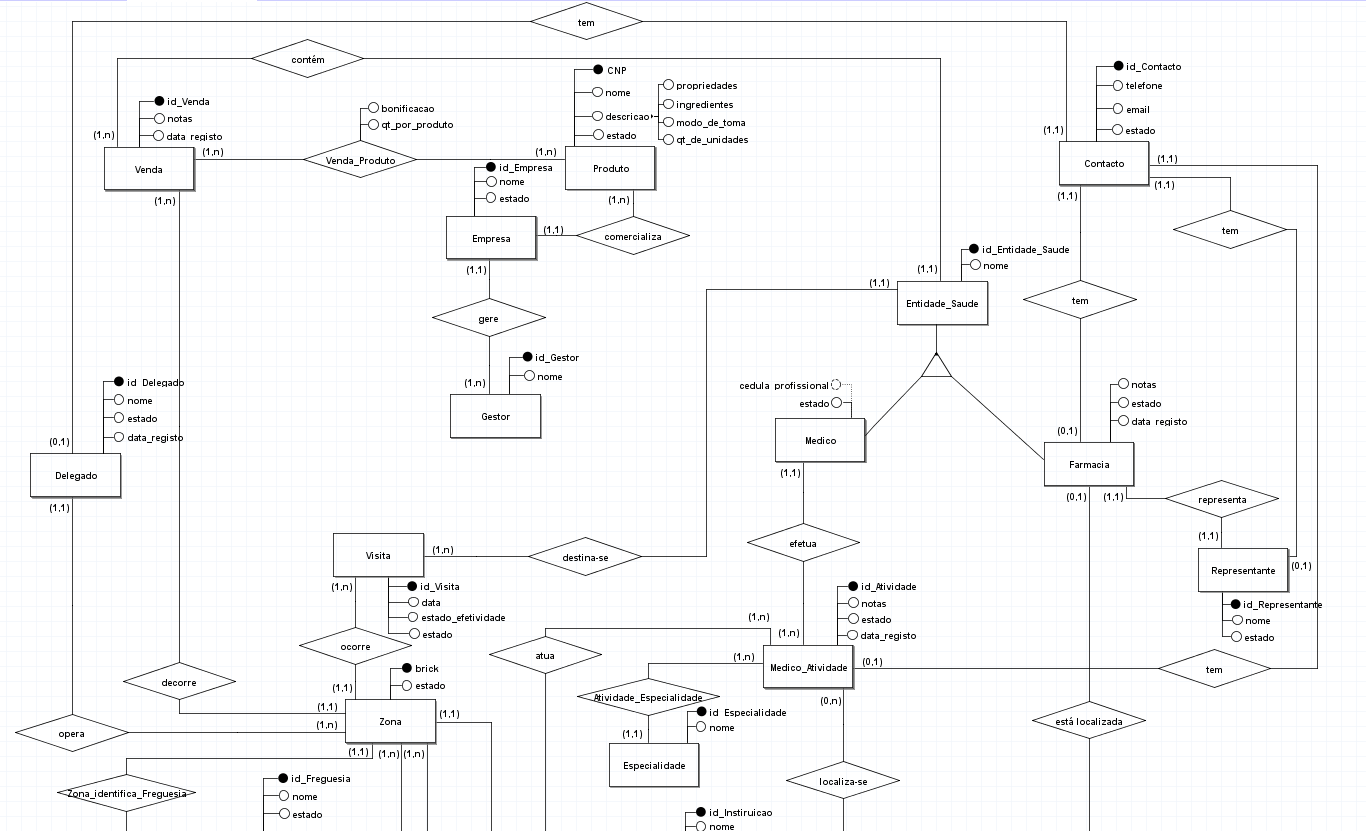 tem
contém
id_Venda
notas
data_registo
(1,n)
Venda
(1,n)
(1,n)
bonificacao
qt_por_produto
Venda_Produto
(1,n)
CNP
nome
descricao
estado
propriedades
ingredientes
modo_de_toma
qt_de_unidades
Produto
(1,n)
id_Empresa
nome
estado
Empresa
(1,1)
comercializa
(1,1)
gere
id_Gestor
nome
(1,n)
Gestor
id_Contacto
telefone
email
estado
(1,1)
Contacto
(1,1)
(1,1)
(1,1)
tem
tem
id_Entidade_Saude
nome
(1,1)
(1,1)
Entidade_Saude
cedula profissional
estado
Medico
(1,1)
notas
estado
data_registo
(0,1)
Farmacia
(0,1)
(1,1)
representa
(1,1)
Representante
(0,1)
id_Representante
nome
estado
id_Delegado
nome
estado
data_registo
(0,1)
Delegado
(1,1)
Visita
(1,n)
destina-se
(1,n)
id_Visita
data
estado_efetividade
estado
efetua
id_Atividade
notas
estado
data_registo
(1,n)
(1,n)
ocorre
atua
(1,n)
Medico_Atividade
(0,1)
tem
(0,n)
decorre
brick
estado
(1,1)
(1,1)
(1,n)
Zona
(1,1)
Atividade_Especialidade
id_Especialidade
nome
(1,1)
Especialidade
está localizada
opera
(1,1)
(1,n)
(1,n)
localiza-se
Zona_identifica_Freguesia
id_Freguesia
nome
estado
id_Instiruicao
nome